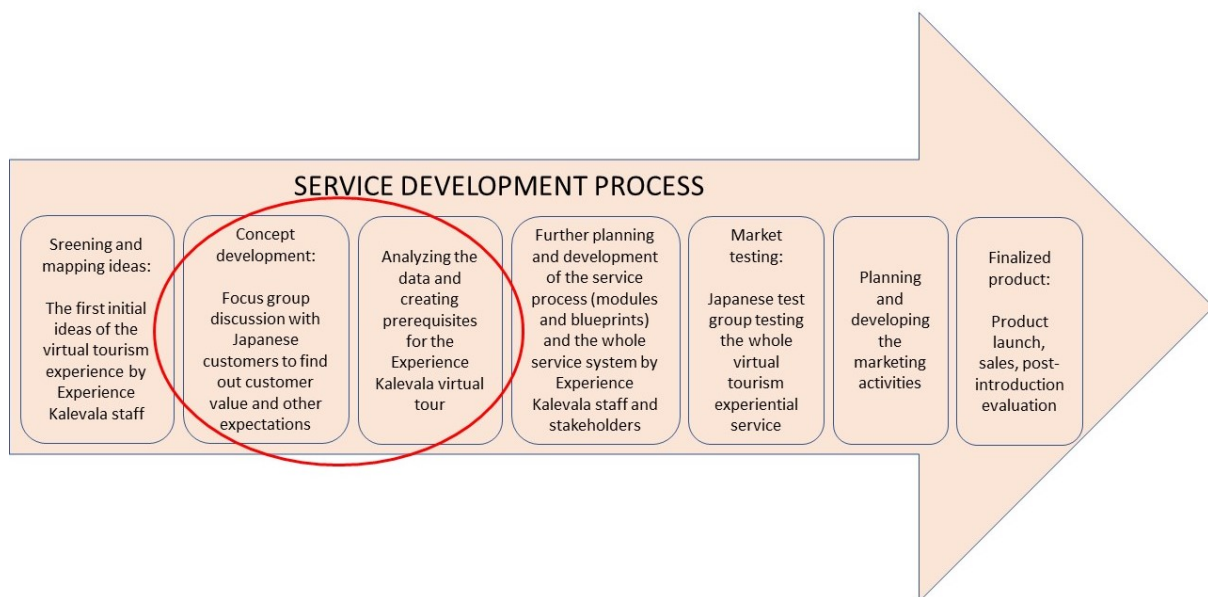 SERVICE DEVELOPMENT PROCESS
Sreening and
mapping ideas:
The first initial
ideas of the
virtual tourism
experience by
Experience
Kalevala staff
Concept
development:
Focus group
discussion with
Japanese
customers to find
out customer
value and other
expectations
Analyzing the
data and
creating
prerequisites
for the
Experience
Kalevala virtual
tour
Further planning
and development
of the service
process (modules
and blueprints)
and the whole
service system by
Experience
Kalevala staff and
stakeholders
Market
testing:
Japanese test
group testing
the whole
virtual
tourism
experiential
service
Planning
and
developing
the
marketing
activities
Finalized
product:
Product
launch,
sales, post-
introduction
evaluation